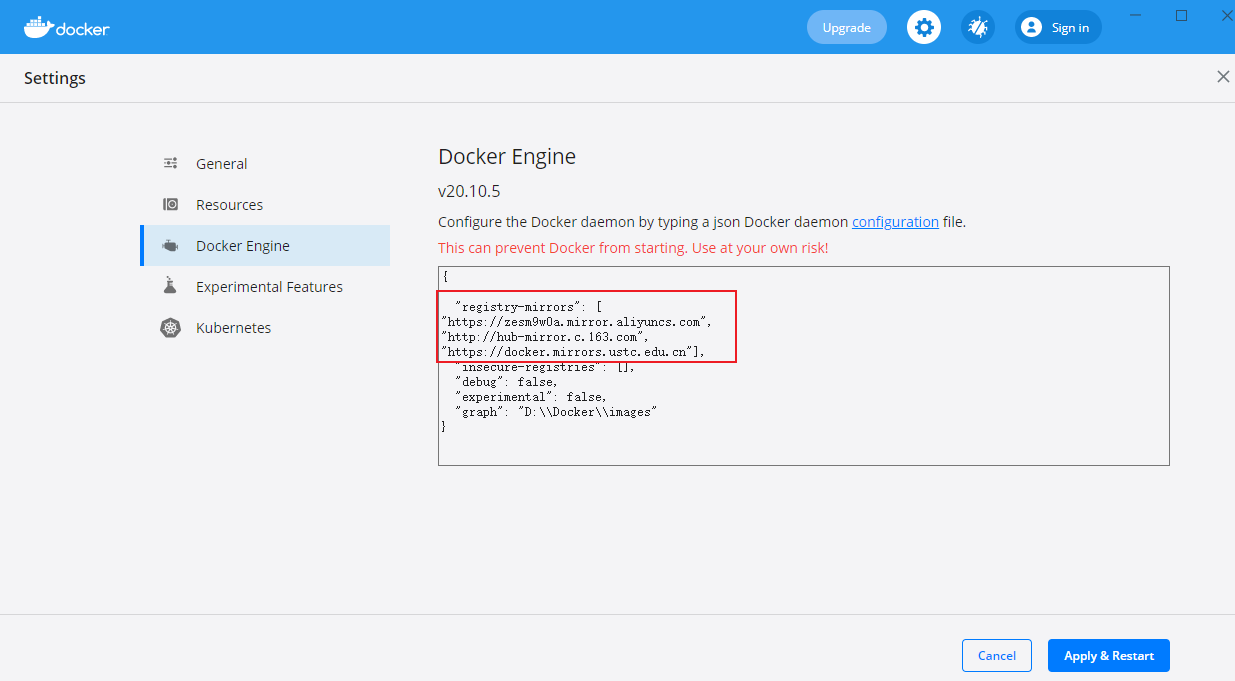 docker
Upgrade
Sign in
Settings
General
Resources
Docker Engine
Experimental Features
Kubernetes
Docker Engine
v20.10.5
Configure the Docker daemon by typing a json Docker daemon configuration file.
This can prevent Docker from starting. Use at your own risk!
{
"registry-mirrors": [
"https://zesm9w0a.mirror.aliyuncs.com",
"http://hub-mirror.c.163.com",
"https://docker.mirrors.ustc.edu.cn"],
"insecure-registries": [],
"debug": false,
"experimental": false,
"graph": "D:\\Docker\\images"
}
Cancel
Apply & Restart